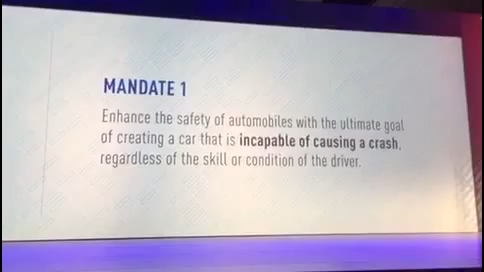 MANDATE 1
Enhance the safety of automobiles with the ultimate goal
of creating a car that is incapable of causing a crash,
regardless of the skill or condition of the driver.